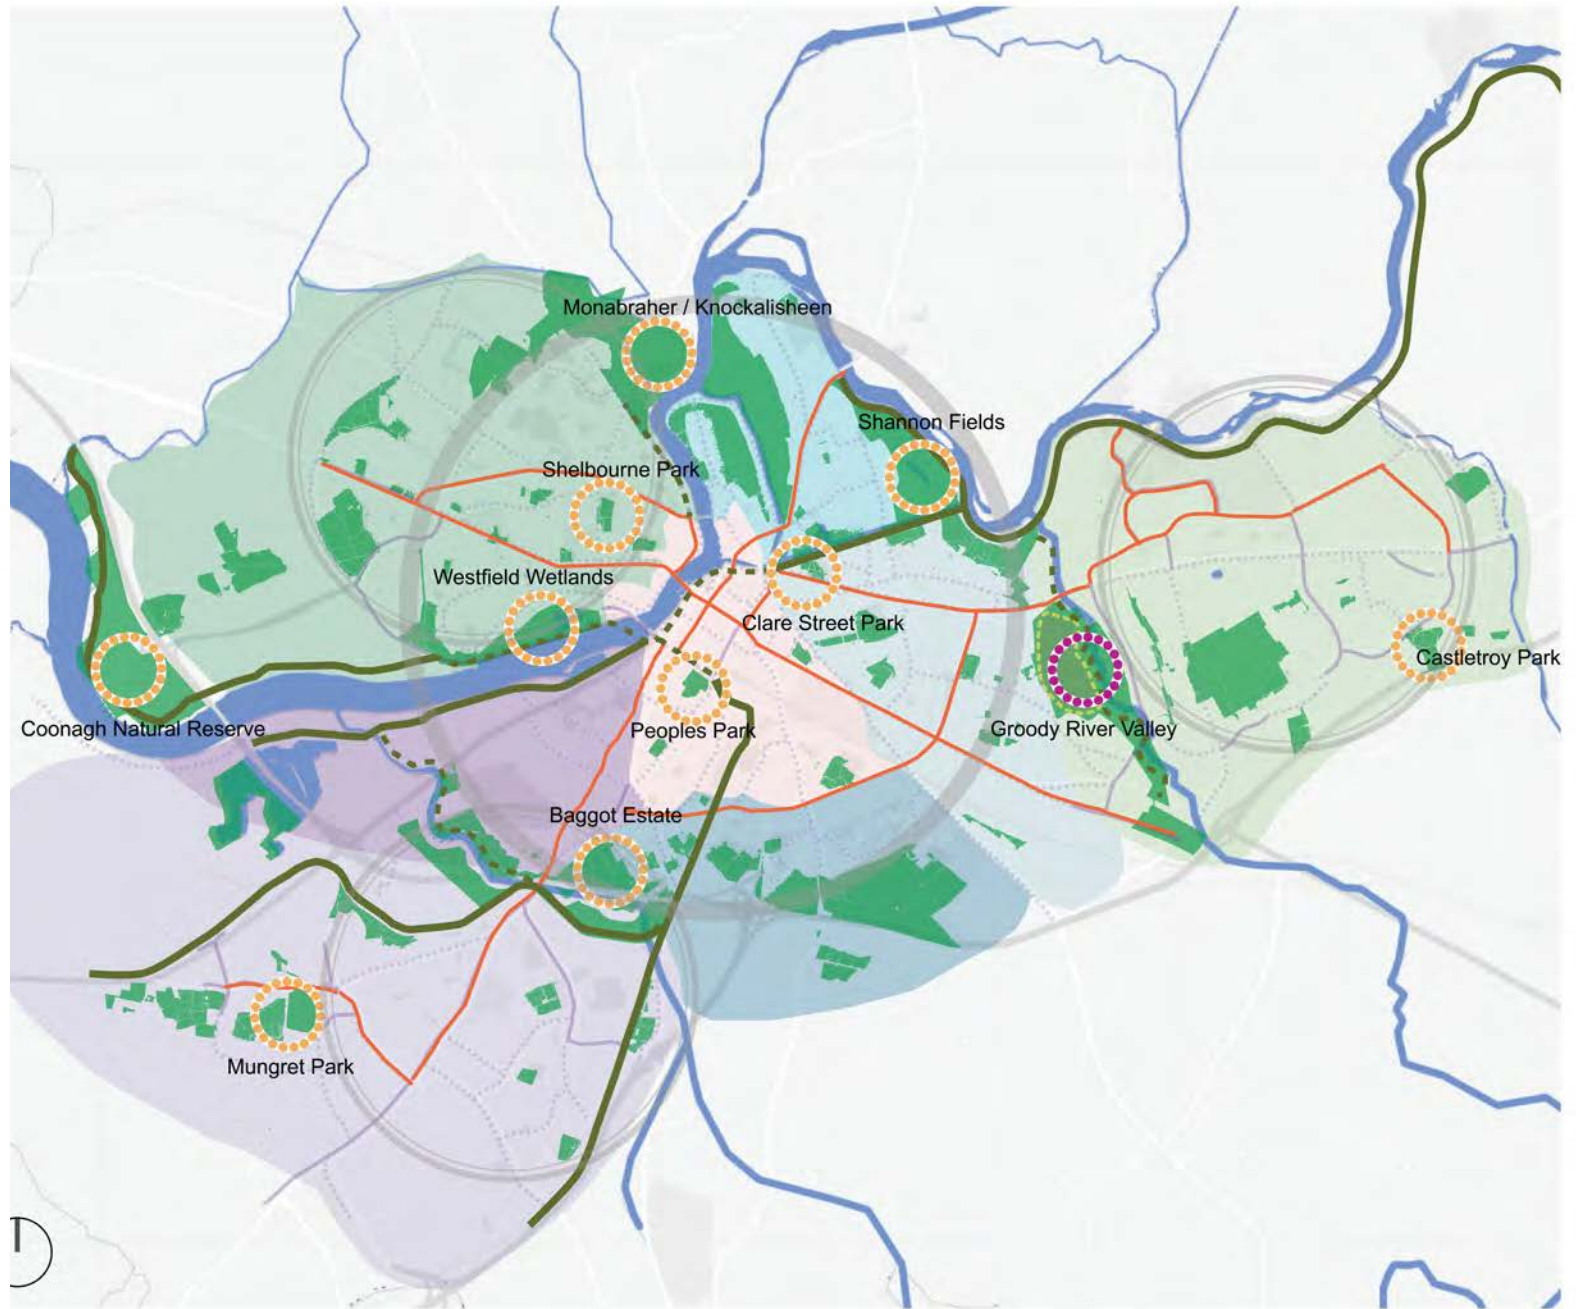 Monabraher / Knockalisheen
Shannon Fields
Shelbourne Park
Westfield Wetlands
Clare Street Park
Castletroy Park
Coonagh Natural Reserve
Peoples Park
Groody River Valley
Baggot Estate
Mungret Park